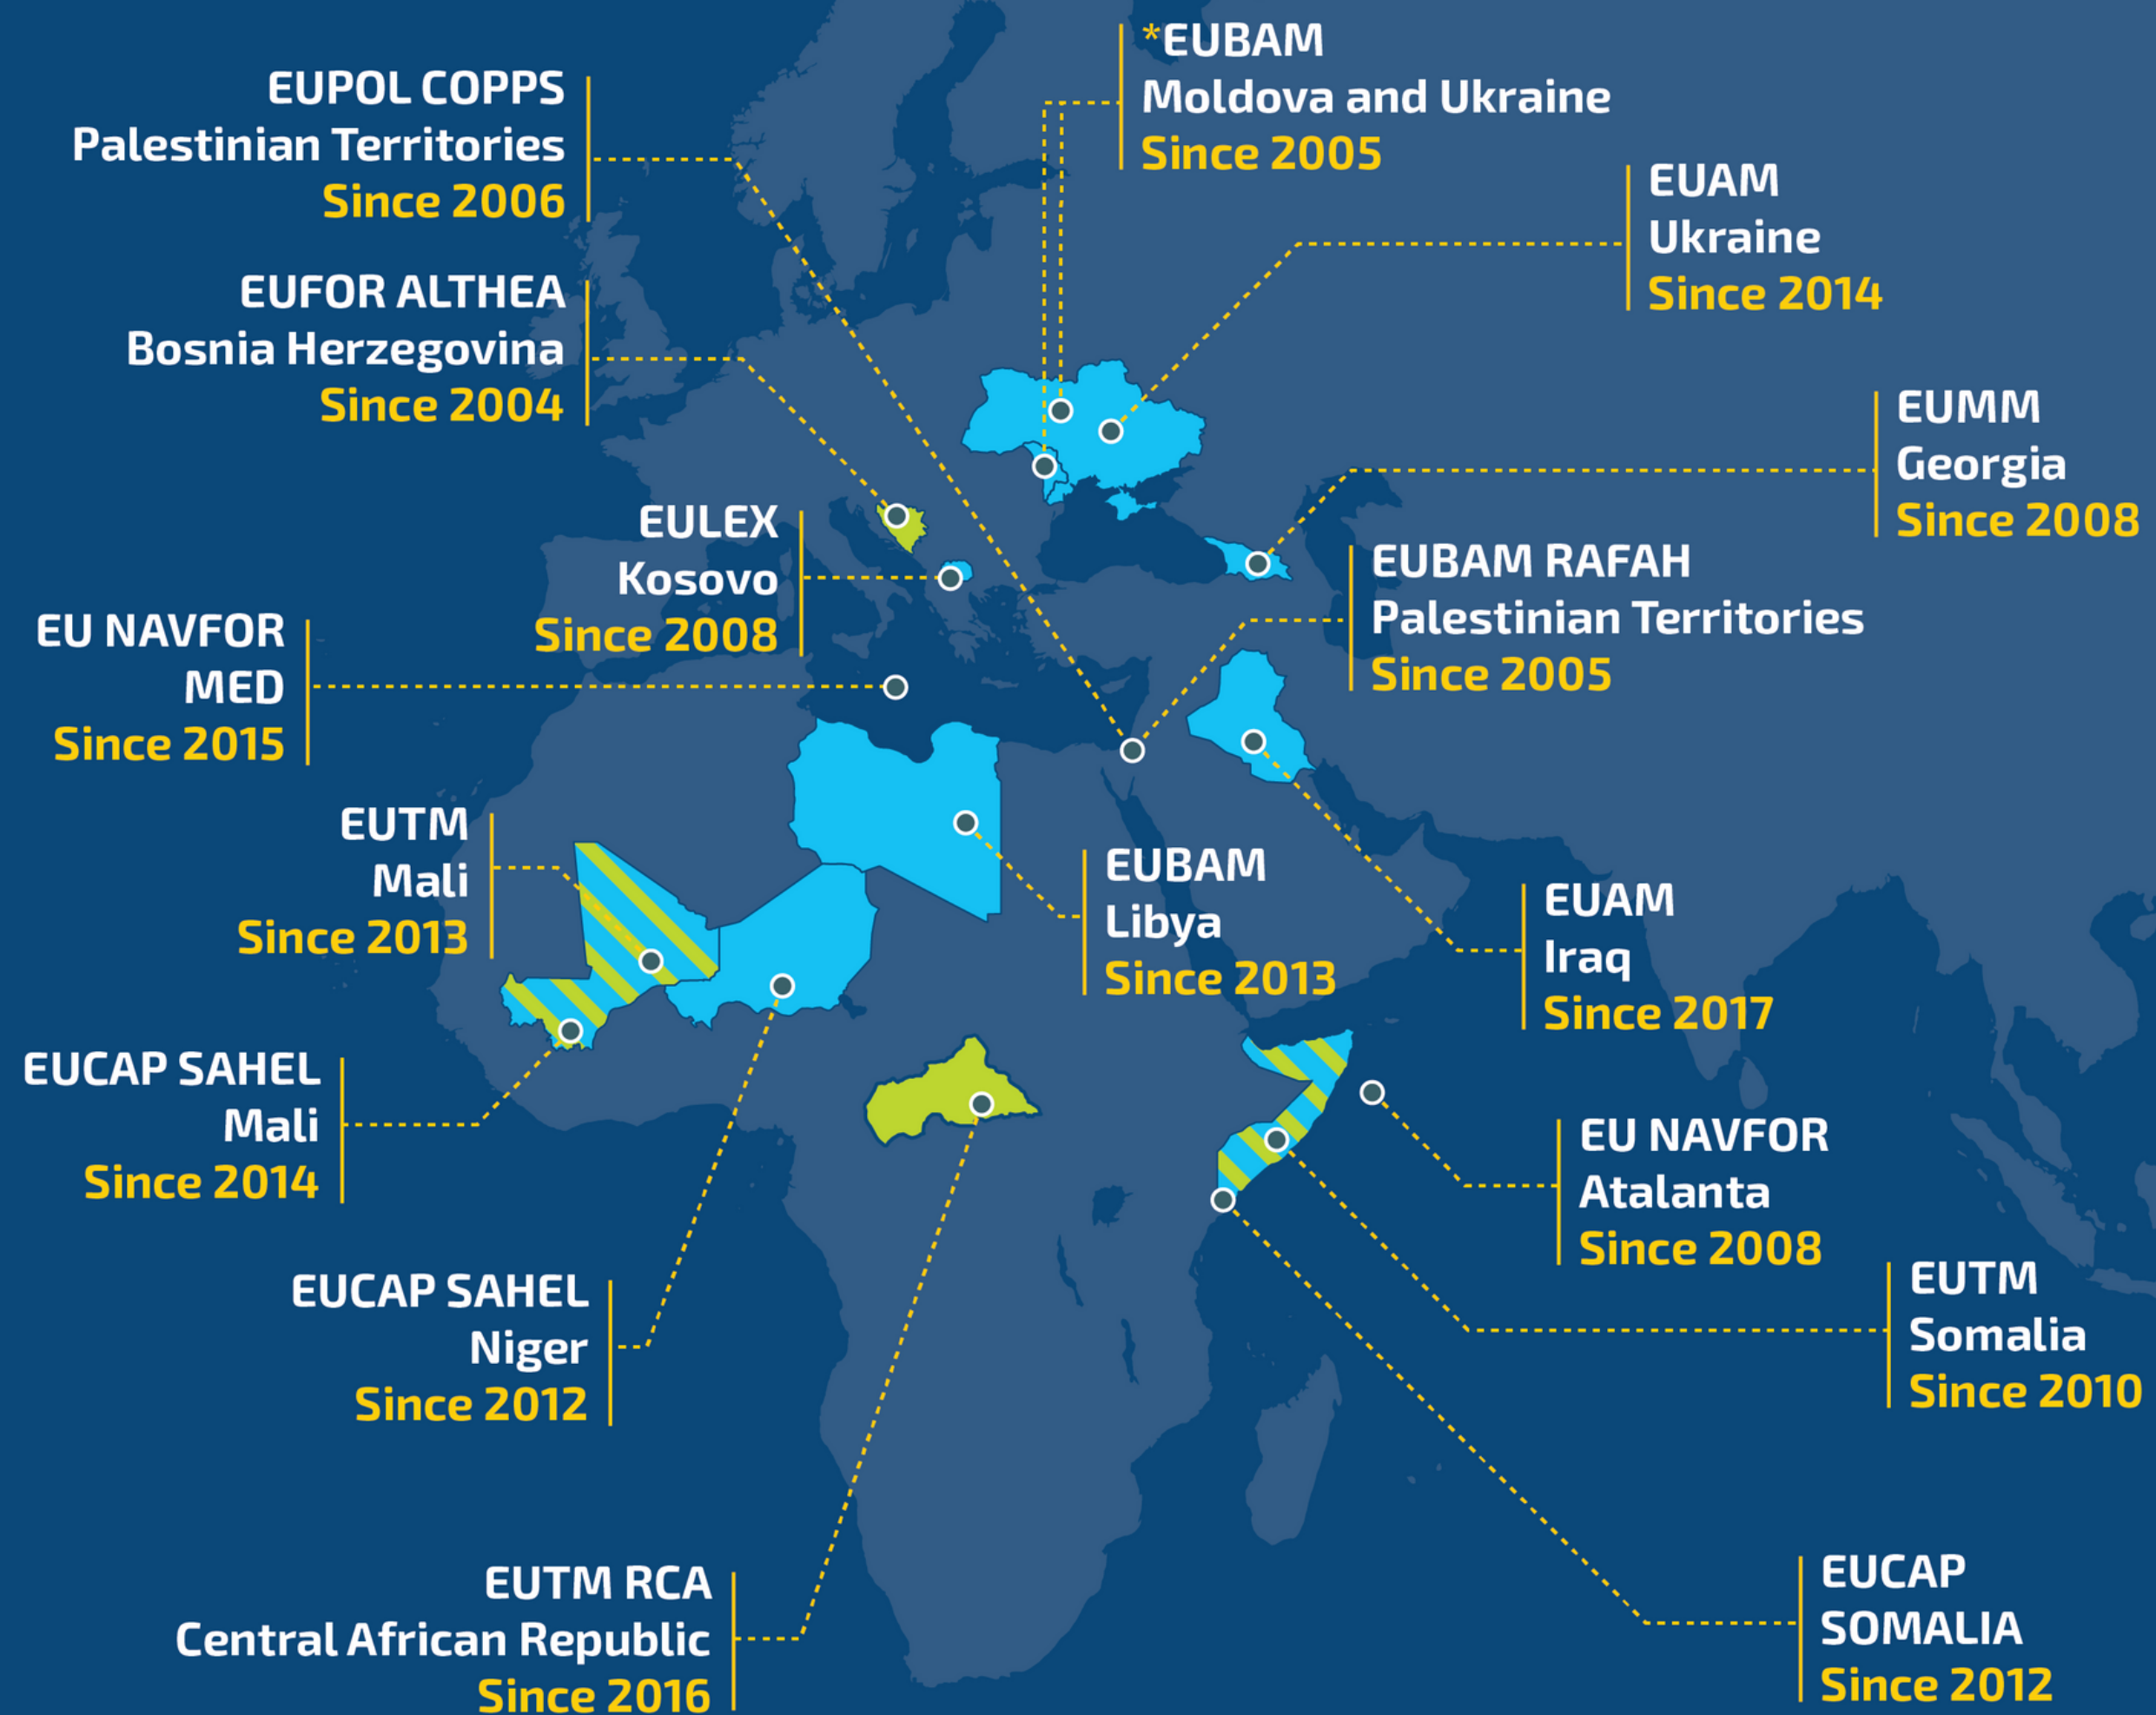 *EUBAM
Moldova and Ukraine
Since 2005
EUPOL COPPS
Palestinian Territories
Since 2006
EUAM
Ukraine
Since 2014
EUFOR ALTHEA
Bosnia Herzegovina
Since 2004
EUMM
Georgia
Since 2008
EULEX
Kosovo
Since 2008
EUBAM RAFAH
Palestinian Territories
Since 2005
EU NAVFOR
MED
Since 2015
EUTM
Mali
Since 2013
EUBAM
Libya
Since 2013
EUAM
Iraq
Since 2017
EUCAP SAHEL
Mali
Since 2014
EU NAVFOR
Atalanta
Since 2008
EUCAP SAHEL
Niger
Since 2012
EUTM
Somalia
Since 2010
EUTM RCA
Central African Republic
Since 2016
EUCAP
SOMALIA
Since 2012